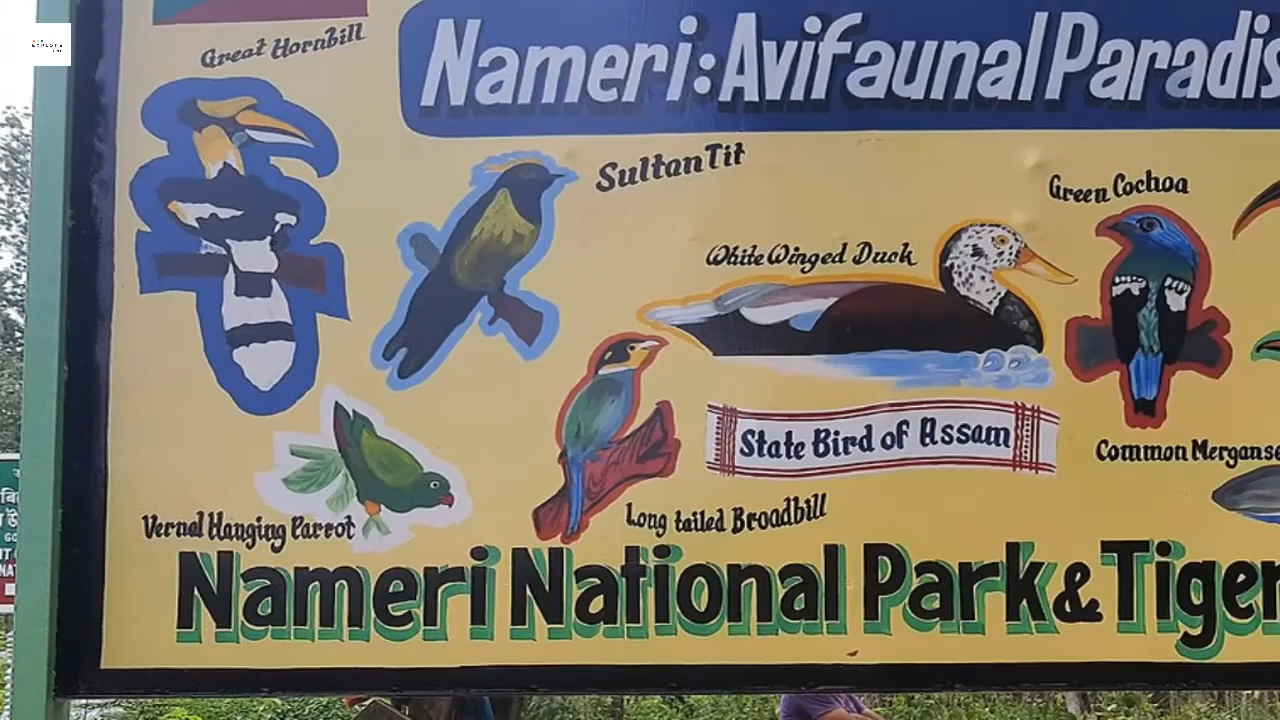 Great Hornbill
Nameri: Avifaunal Paradis
Sultan Tit
Green Cochoa
White Winged Duck
State Bird of Assam
Common Merganse
Vernal Hanging Parrot
Long tailed Broadbill
Nameri National Park & Tiger